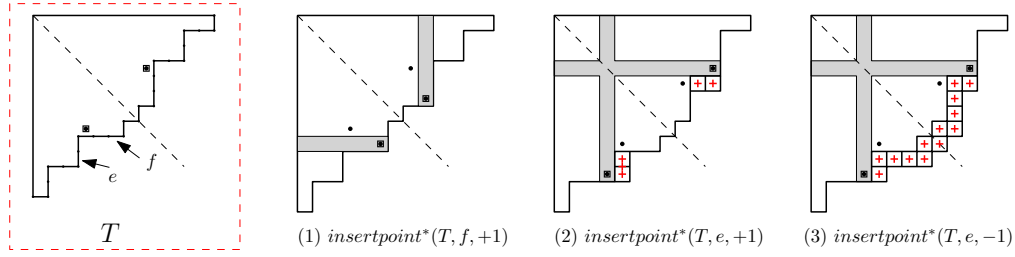 e
f
T
(1) insertpoint*(T, f, +1)
(2) insertpoint*(T, e, +1)
(3) insertpoint*(T, e, −1)